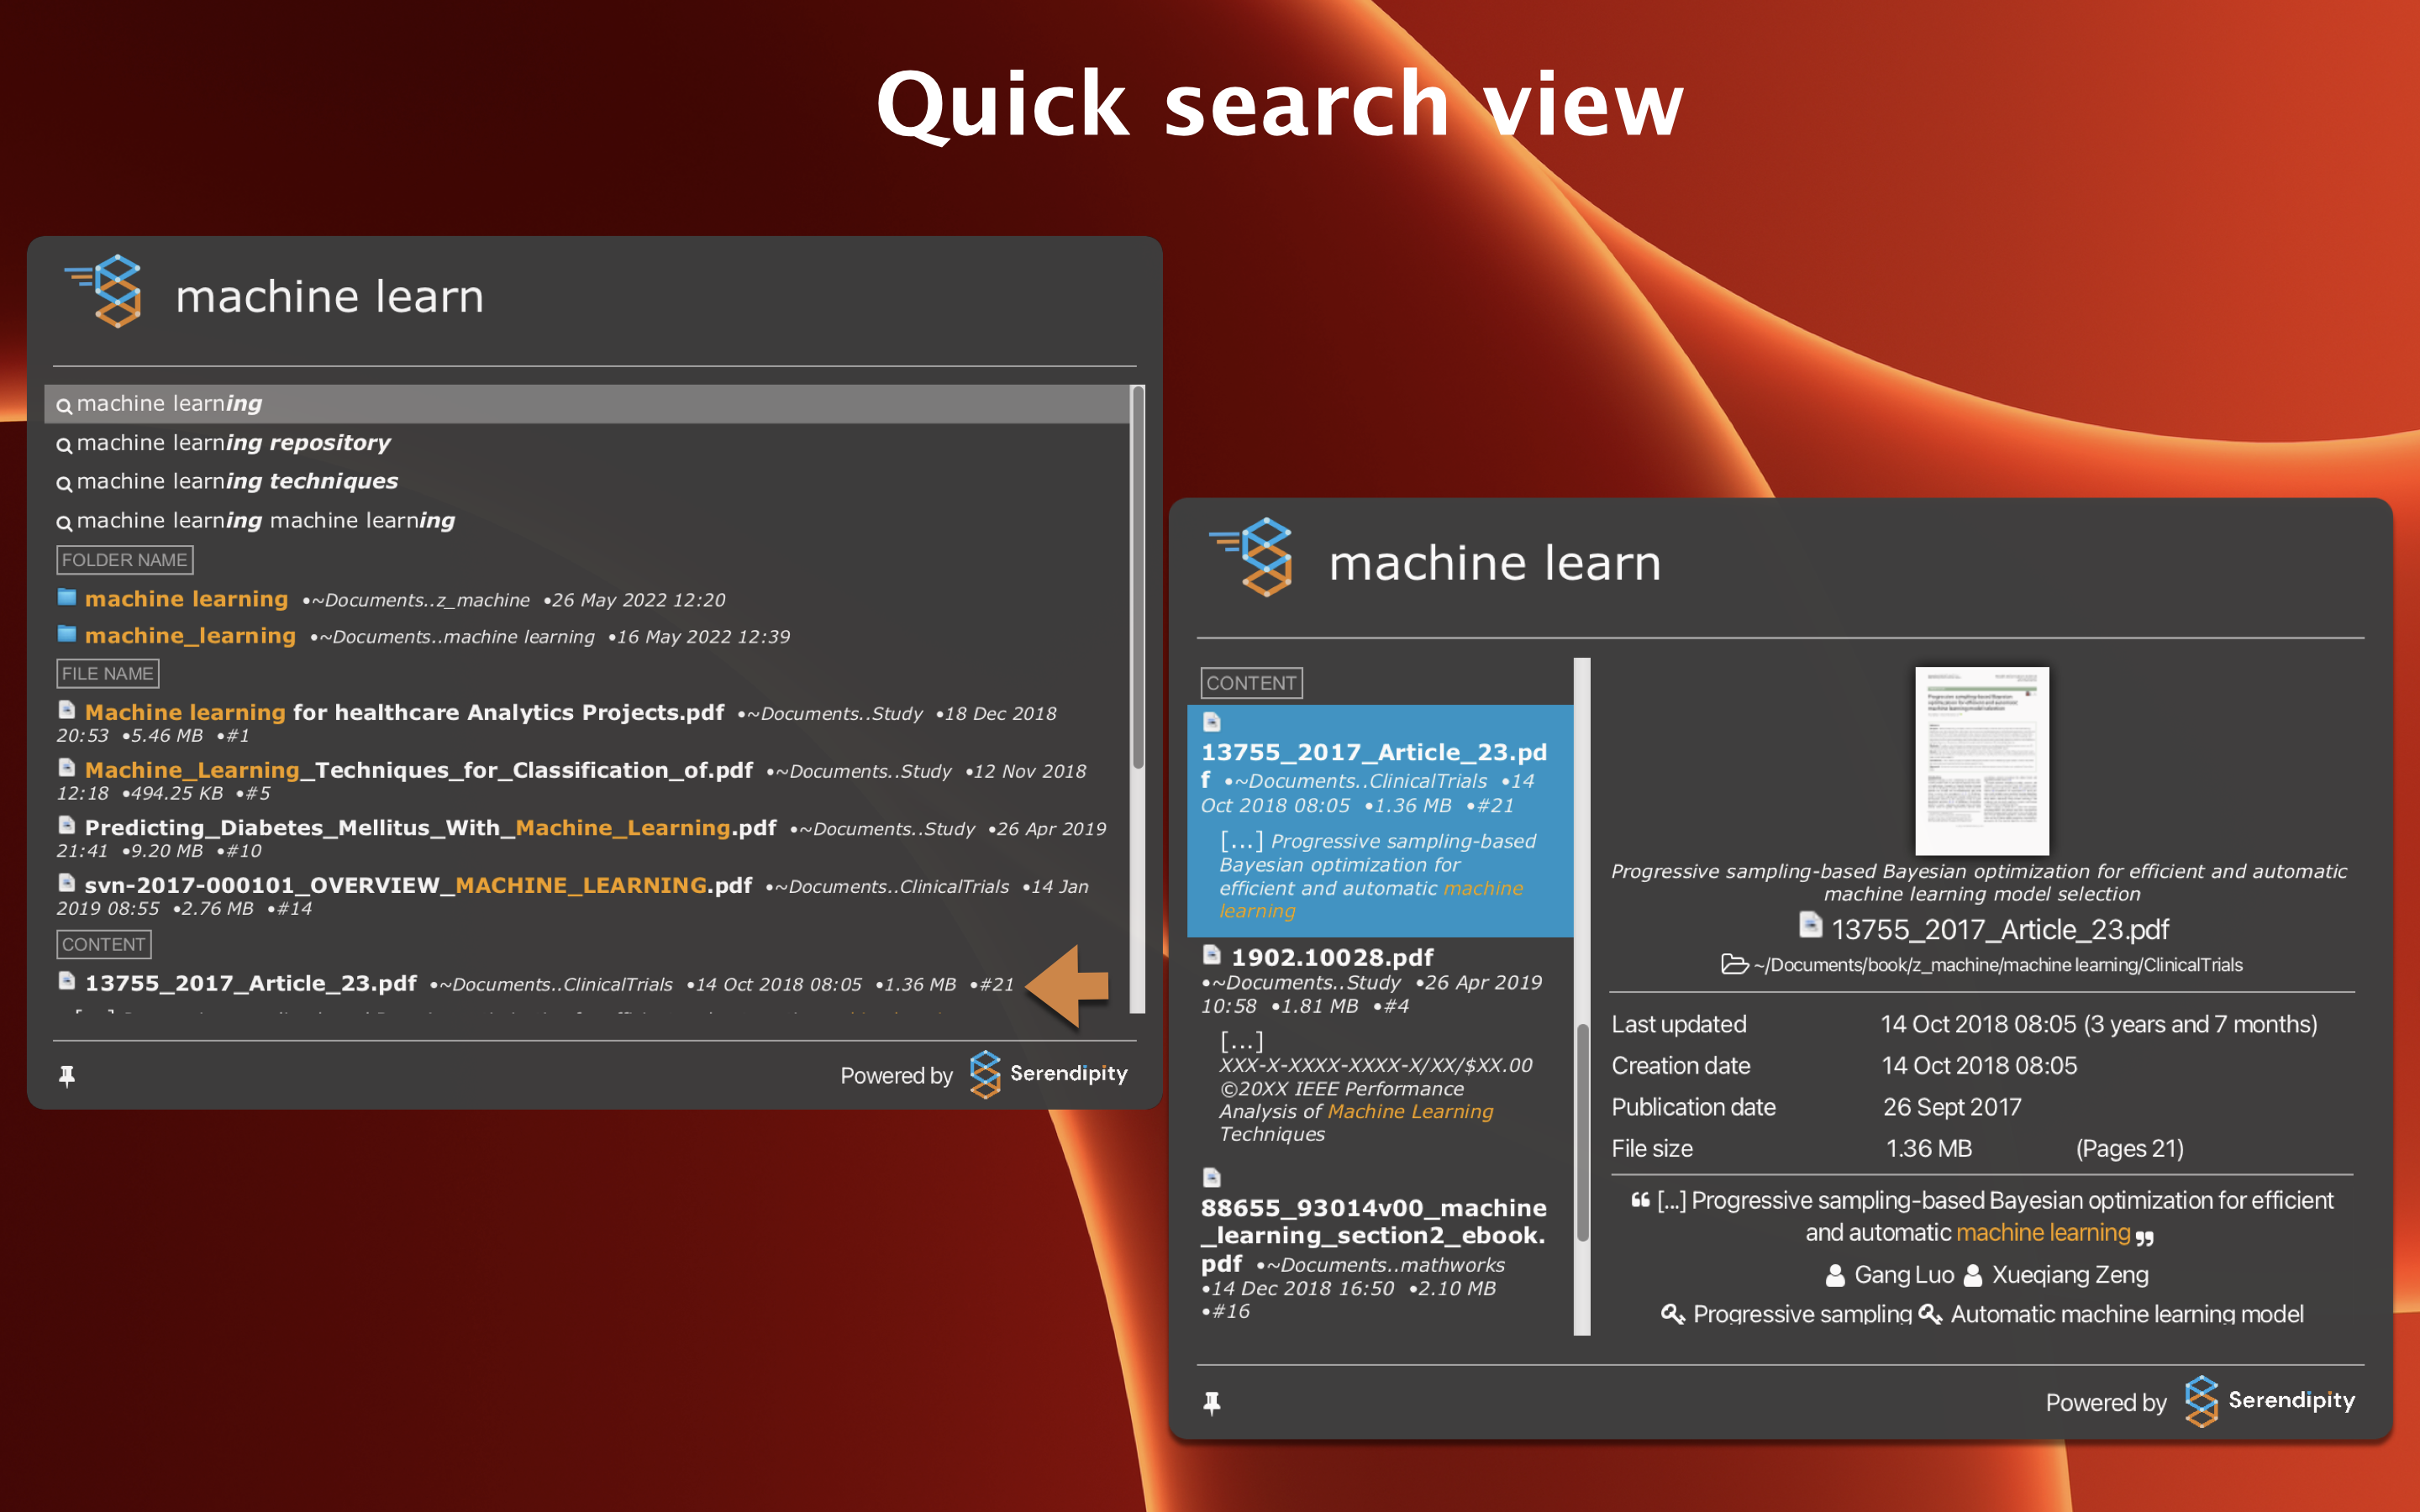 Quick search view
machine learn
machine learning
machine learning repository
machine learning techniques
machine learning machine learning
FOLDER NAME
machine learning •~Documents..z_machine •26 May 2022 12:20
machine_learning •~Documents..machine learning •16 May 2022 12:39
FILE NAME
Machine learning for healthcare Analytics Projects.pdf •~Documents..Study •18 Dec 2018
20:53 •5.46 MB •#1
Machine_Learning_Techniques_for_Classification_of.pdf •~Documents..Study •12 Nov 2018
12:18 •494.25 KB •#5
Predicting_Diabetes_Mellitus_With_Machine_Learning.pdf •~Documents..Study •26 Apr 2019
21:41 •9.20 MB •#10
svn-2017-000101_OVERVIEW_MACHINE_LEARNING.pdf •~Documents..ClinicalTrials •14 Jan
2019 08:55 •2.76 MB •#14
CONTENT
13755_2017_Article_23.pdf •~Documents..ClinicalTrials •14 Oct 2018 08:05 •1.36 MB •#21
Powered by Serendipity
machine learn
CONTENT
13755_2017_Article_23.pd
f •~Documents..ClinicalTrials •14
Oct 2018 08:05 •1.36 MB •#21
[...] Progressive sampling-based
Bayesian optimization for
efficient and automatic machine
learning
1902.10028.pdf
•~Documents..Study •26 Apr 2019
10:58 •1.81 MB •#4
[...]
XXX-X-XXXX-XXXX-X/XX/$XX.00
©20XX IEEE Performance
Analysis of Machine Learning
Techniques
88655_93014v00_machine
_learning_section2_ebook.
pdf •~Documents..mathworks
•14 Dec 2018 16:50 •2.10 MB
•#16
Progressive sampling-based Bayesian optimization for efficient and automatic
machine learning model selection
13755_2017_Article_23.pdf
~/Documents/book/z_machine/machine learning/ClinicalTrials
Last updated 14 Oct 2018 08:05 (3 years and 7 months)
Creation date 14 Oct 2018 08:05
Publication date 26 Sept 2017
File size 1.36 MB (Pages 21)
❝ [...] Progressive sampling-based Bayesian optimization for efficient
and automatic machine learning ❞
Gang Luo Xueqiang Zeng
Progressive sampling Automatic machine learning model
Powered by Serendipity